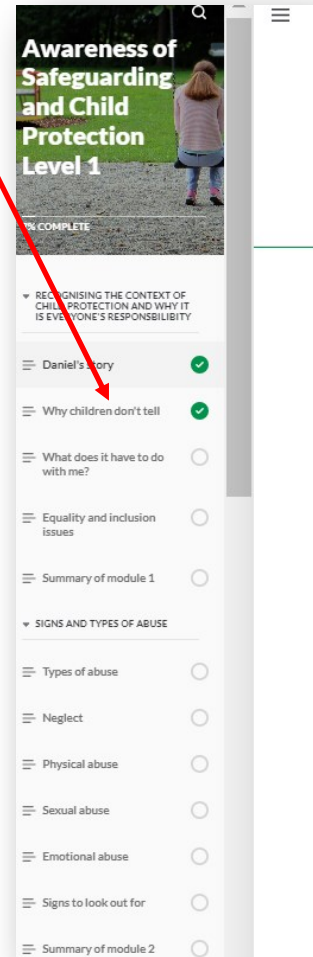 Awareness of
Safeguarding
and Child
Protection
Level 1
% COMPLETE
RECOGNISING THE CONTEXT OF
CHILD PROTECTION AND WHY IT
IS EVERYONE'S RESPONSBILIBITY
Daniel's story
Why children don't tell
What does it have to do
with me?
Equality and inclusion
issues
Summary of module 1
SIGNS AND TYPES OF ABUSE
Types of abuse
Neglect
Physical abuse
Sexual abuse
Emotional abuse
Signs to look out for
Summary of module 2